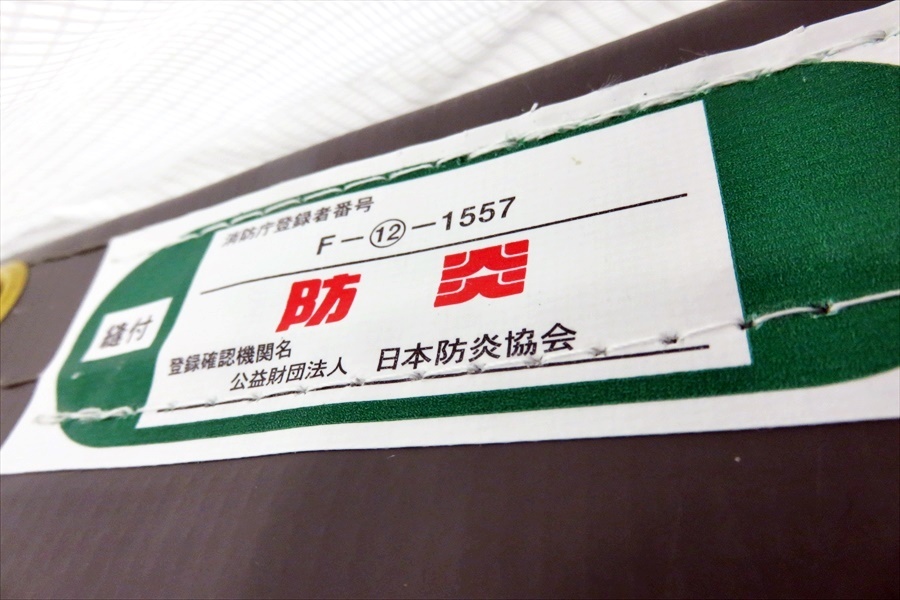 消防庁登録者番号
F－⑫－1557
防炎
縫付
登録確認機関名
公益財団法人 日本防炎協会